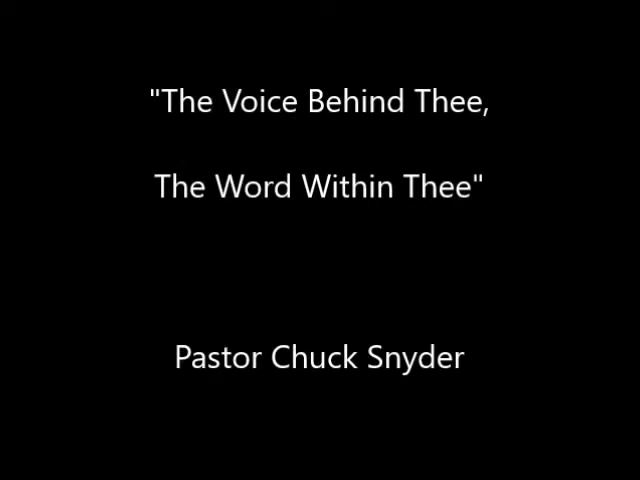 "The Voice Behind Thee,
The Word Within Thee"
Pastor Chuck Snyder